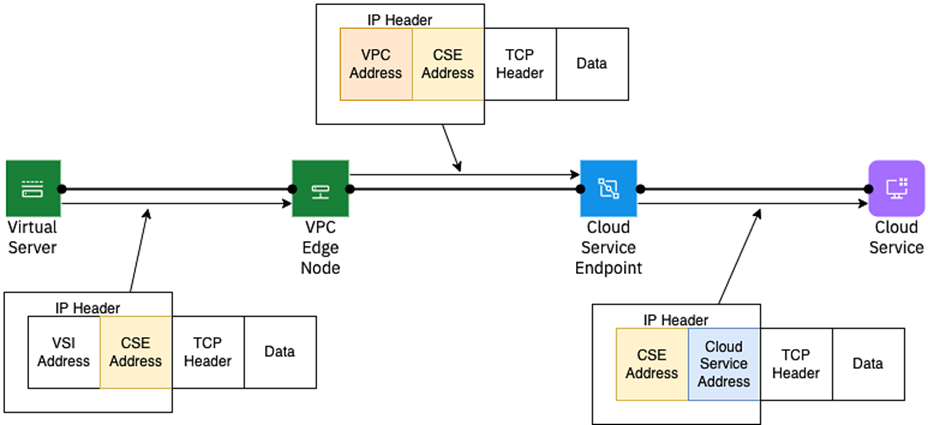 IP Header
VPC
Address
CSE
Address
TCP
Header
Data
Virtual
Server
VPC
Edge
Node
Cloud
Service
Endpoint
Cloud
Service
IP Header
VSI
Address
CSE
Address
TCP
Header
Data
IP Header
CSE
Address
Cloud
Service
Address
TCP
Header
Data